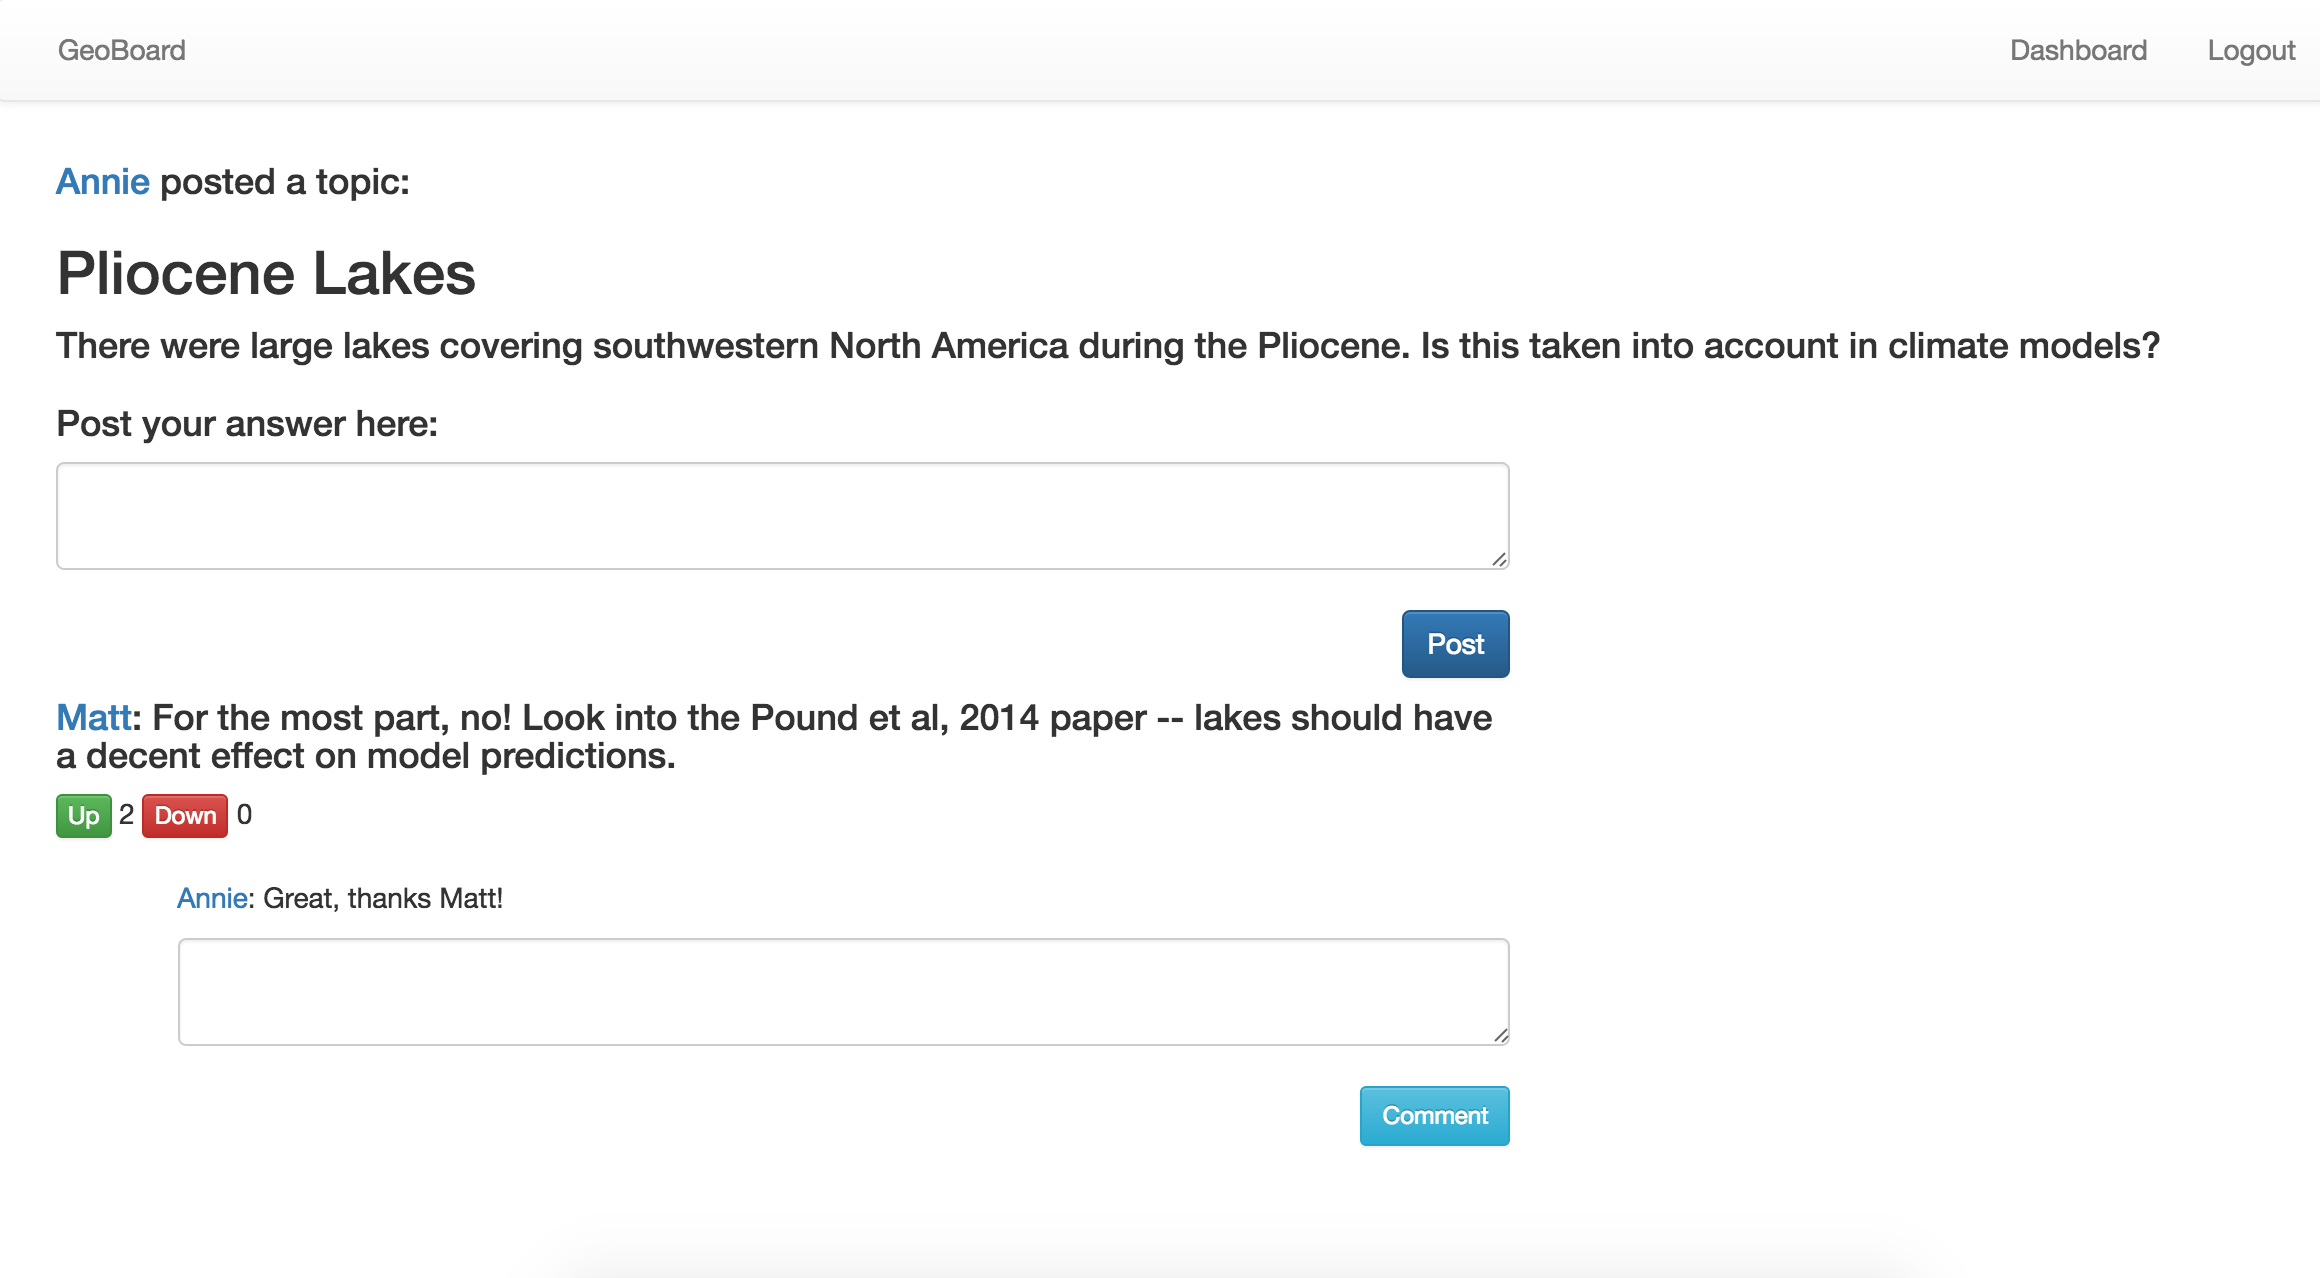 GeoBoard Dashboard Logout
Annie posted a topic:
Pliocene Lakes
There were large lakes covering southwestern North America during the Pliocene. Is this taken into account in climate models?
Post your answer here:
Post
Matt: For the most part, no! Look into the Pound et al, 2014 paper -- lakes should have
a decent effect on model predictions.
Up 2 Down 0
Annie: Great, thanks Matt!
Comment